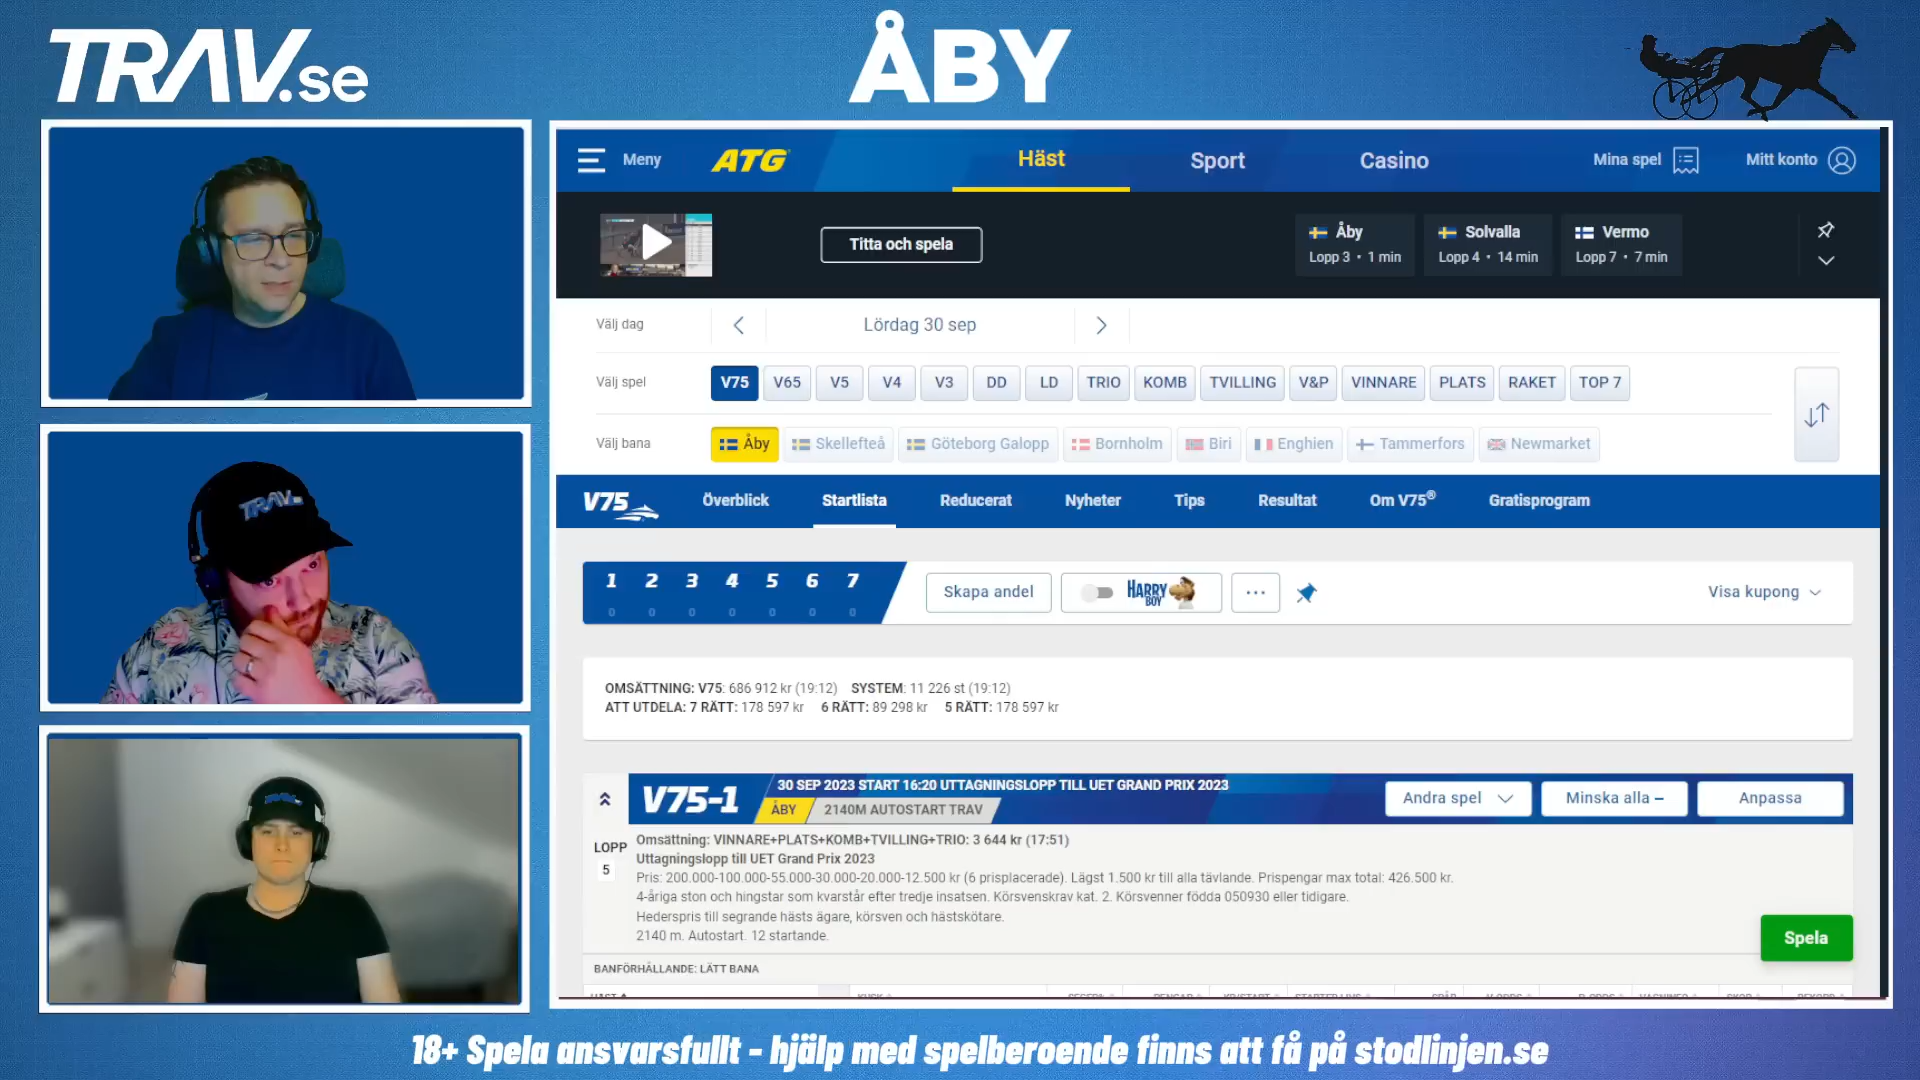 TRAV.se
ÅBY
Meny
ATG
Häst
Sport
Casino
Mina spel
Mitt konto
Titta och spela
Åby
Lopp 3 • 1 min
Solvalla
Lopp 4 • 14 min
Vermo
Lopp 7 • 7 min
Välj dag
Lördag 30 sep
Välj spel
V75 V65 V5 V4 V3 DD LD TRIO KOMB TVILLING V&P VINNARE PLATS RAKET TOP 7
Välj bana
Åby Skellefteå Göteborg Galopp Bornholm Biri Enghien Tammerfors Newmarket
V75 Överblick Startlista Reducerat Nyheter Tips Resultat Om V75® Gratisprogram
1 2 3 4 5 6 7
0 0 0 0 0 0 0
Skapa andel
HARRY BOY
...
Visa kupong
OMSÄTTNING: V75: 686 912 kr (19:12) SYSTEM: 11 226 st (19:12)
ATT UTDELA: 7 RÄTT: 178 597 kr 6 RÄTT: 89 298 kr 5 RÄTT: 178 597 kr
V75-1
30 SEP 2023 START 16:20 UTTAGNINGSLOPP TILL UET GRAND PRIX 2023
ÅBY 2140M AUTOSTART TRAV
Andra spel
Minska alla –
Anpassa
LOPP
5
Omsättning: VINNARE+PLATS+KOMB+TVILLING+TRIO: 3 644 kr (17:51)
Uttagningslopp till UET Grand Prix 2023
Pris: 200.000-100.000-55.000-30.000-20.000-12.500 kr (6 prisplacerade). Lägst 1.500 kr till alla tävlande. Prispengar max total: 426.500 kr.
4-åriga ston och hingstar som kvarstår efter tredje insatsen. Körsvenskrav kat. 2. Körsvenner födda 050930 eller tidigare.
Hederspris till segrande hästs ägare, körsven och hästskötare.
2140 m. Autostart. 12 startande.
Spela
BANFÖRHÅLLANDE: LÄTT BANA
TRAV.se
18+ Spela ansvarsfullt - hjälp med spelberoende finns att få på stodlinjen.se